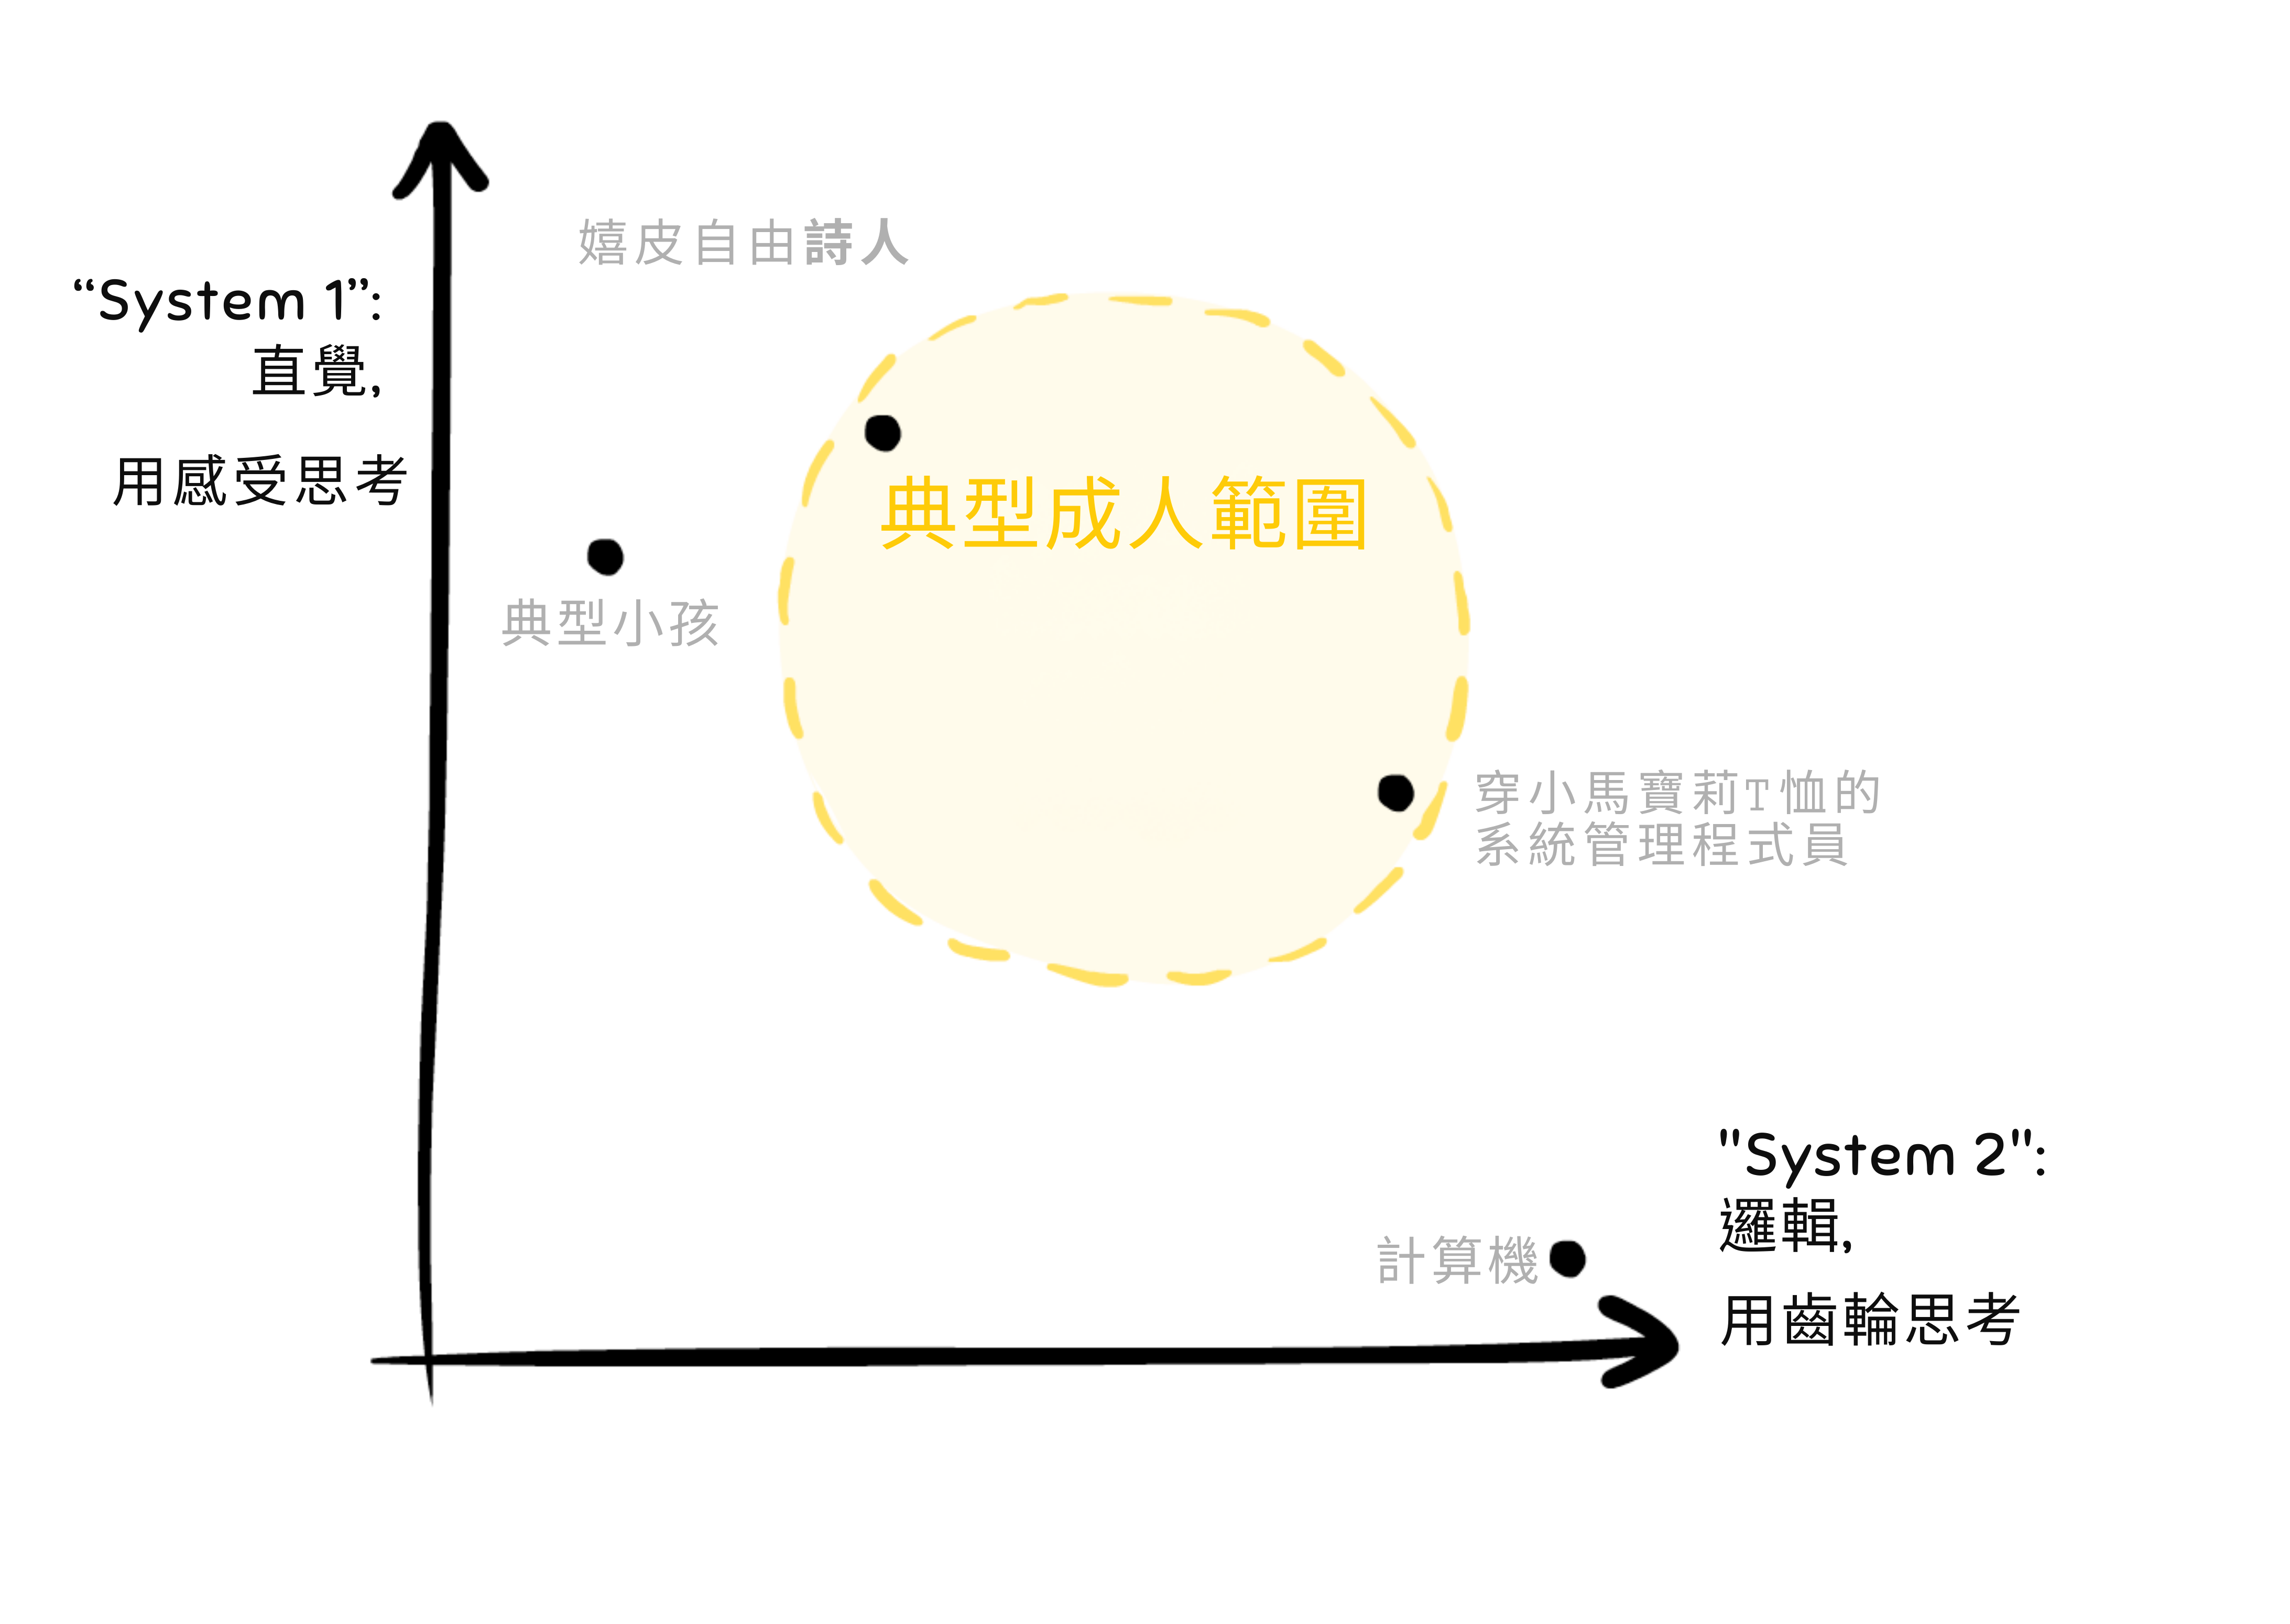 嬉皮自由詩人
“System 1”:
直覺,
用感受思考
典型成人範圍
典型小孩
穿小馬寶莉T恤的
系統管理程式員
"System 2":
邏輯,
用齒輪思考
計算機